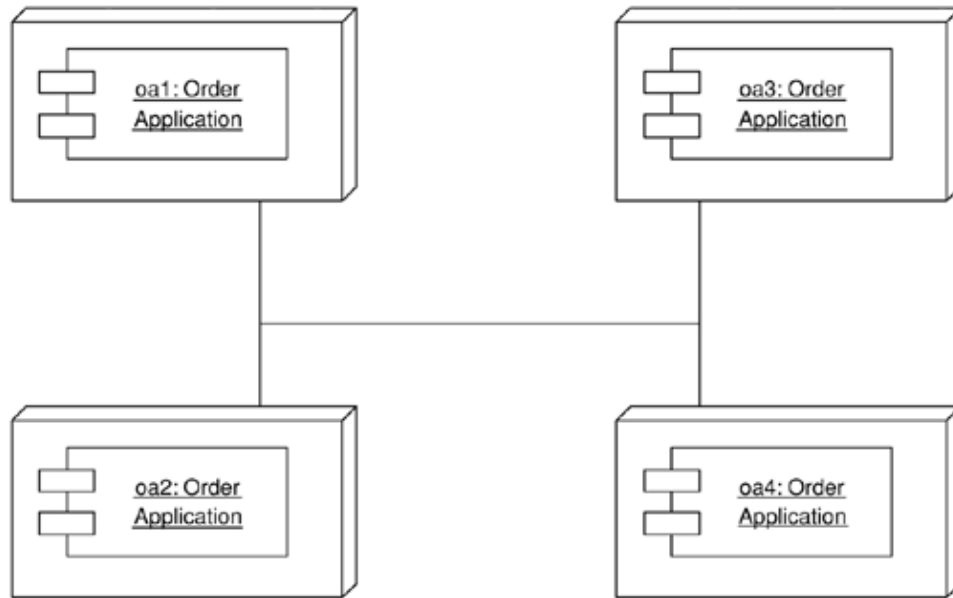 oa1: Order
Application
oa3: Order
Application
oa2: Order
Application
oa4: Order
Application